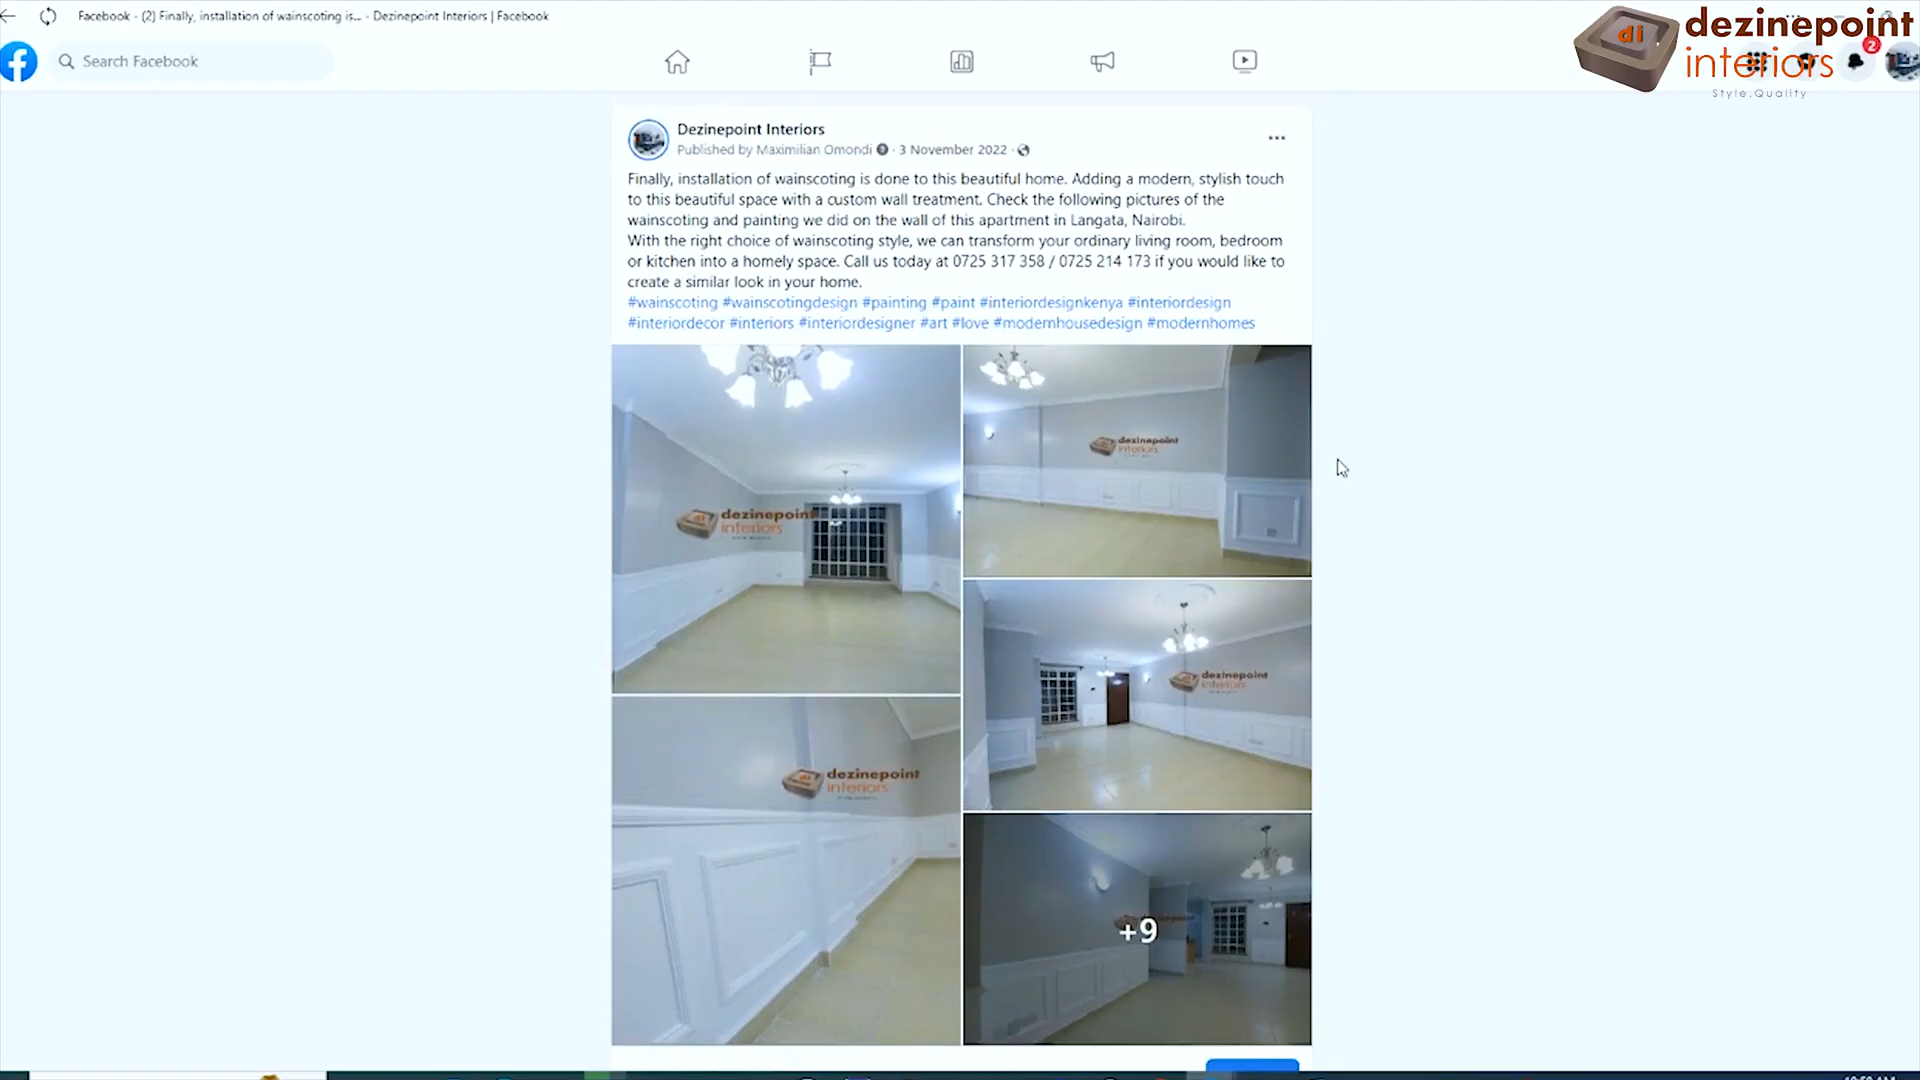 Facebook - (2) Finally, installation of wainscoting is... - Dezinepoint Interiors | Facebook
dezinepoint
interiors
Style.Quality
di
2
Search Facebook
Dezinepoint Interiors
Published by Maximilian Omondi · 3 November 2022 ·
Finally, installation of wainscoting is done to this beautiful home. Adding a modern, stylish touch
to this beautiful space with a custom wall treatment. Check the following pictures of the
wainscoting and painting we did on the wall of this apartment in Langata, Nairobi.
With the right choice of wainscoting style, we can transform your ordinary living room, bedroom
or kitchen into a homely space. Call us today at 0725 317 358 / 0725 214 173 if you would like to
create a similar look in your home.
#wainscoting #wainscotingdesign #painting #paint #interiordesignkenya #interiordesign
#interiordecor #interiors #interiordesigner #art #love #modernhousedesign #modernhomes
dezinepoint
interiors
dezinepoint
interiors
dezinepoint
interiors
dezinepoint
interiors
dezinepoint
+9